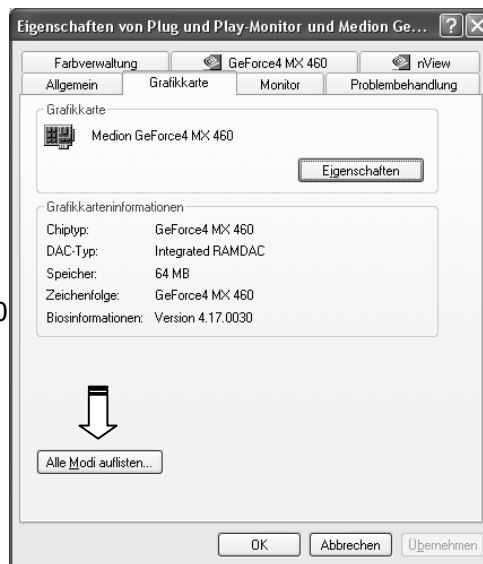 Eigenschaften von Plug und Play-Monitor und Medion Ge...
Farbverwaltung GeForce4 MX 460 nView
Allgemein Grafikkarte Monitor Problembehandlung
Grafikkarte
Medion GeForce4 MX 460
Eigenschaften
Grafikkarteninformationen
Chiptyp: GeForce4 MX 460
DAC-Typ: Integrated RAMDAC
Speicher: 64 MB
Zeichenfolge: GeForce4 MX 460
Biosinformationen: Version 4.17.0030
Alle Modi auflisten...
OK Abbrechen Übernehmen